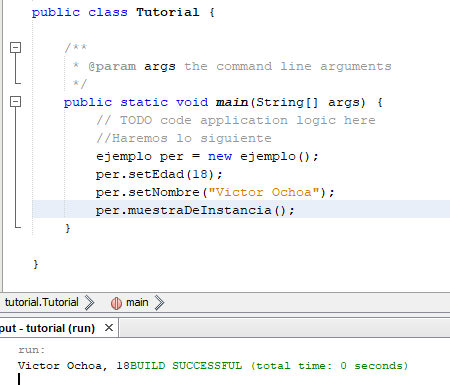 public class Tutorial {
/**
* @param args the command line arguments
*/
public static void main(String[] args) {
// TODO code application logic here
//Haremos lo siguiente
ejemplo per = new ejemplo();
per.setEdad(18);
per.setNombre("Victor Ochoa");
per.muestraDeInstancia();
}
}
tutorial.Tutorial main
put - tutorial (run) ×
run:
Victor Ochoa, 18BUILD SUCCESSFUL (total time: 0 seconds)